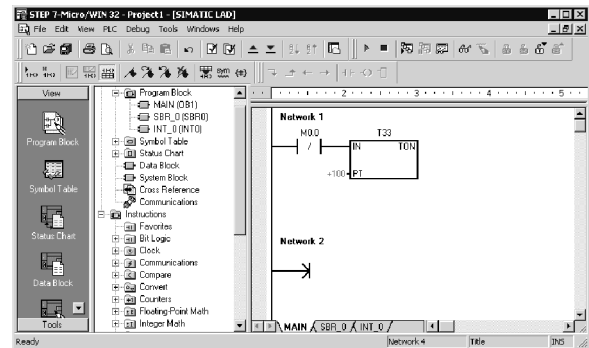 STEP 7-Micro/WIN 32 - Project1 - [SIMATIC LAD]
File Edit View PLC Debug Tools Windows Help
View
Program Block
Symbol Table
Status Chart
Data Block
Tools
Program Block
MAIN (OB1)
SBR_0 (SBR0)
INT_0 (INT0)
Symbol Table
Status Chart
Data Block
System Block
Cross Reference
Communications
Instructions
Favorites
Bit Logic
Clock
Communications
Compare
Convert
Counters
Floating-Point Math
Integer Math
2 3 4 5
Network 1
M0.0 T33
/ IN TON
+100 PT
Network 2
MAIN SBR_0 INT_0
Ready Network 4 Title INS